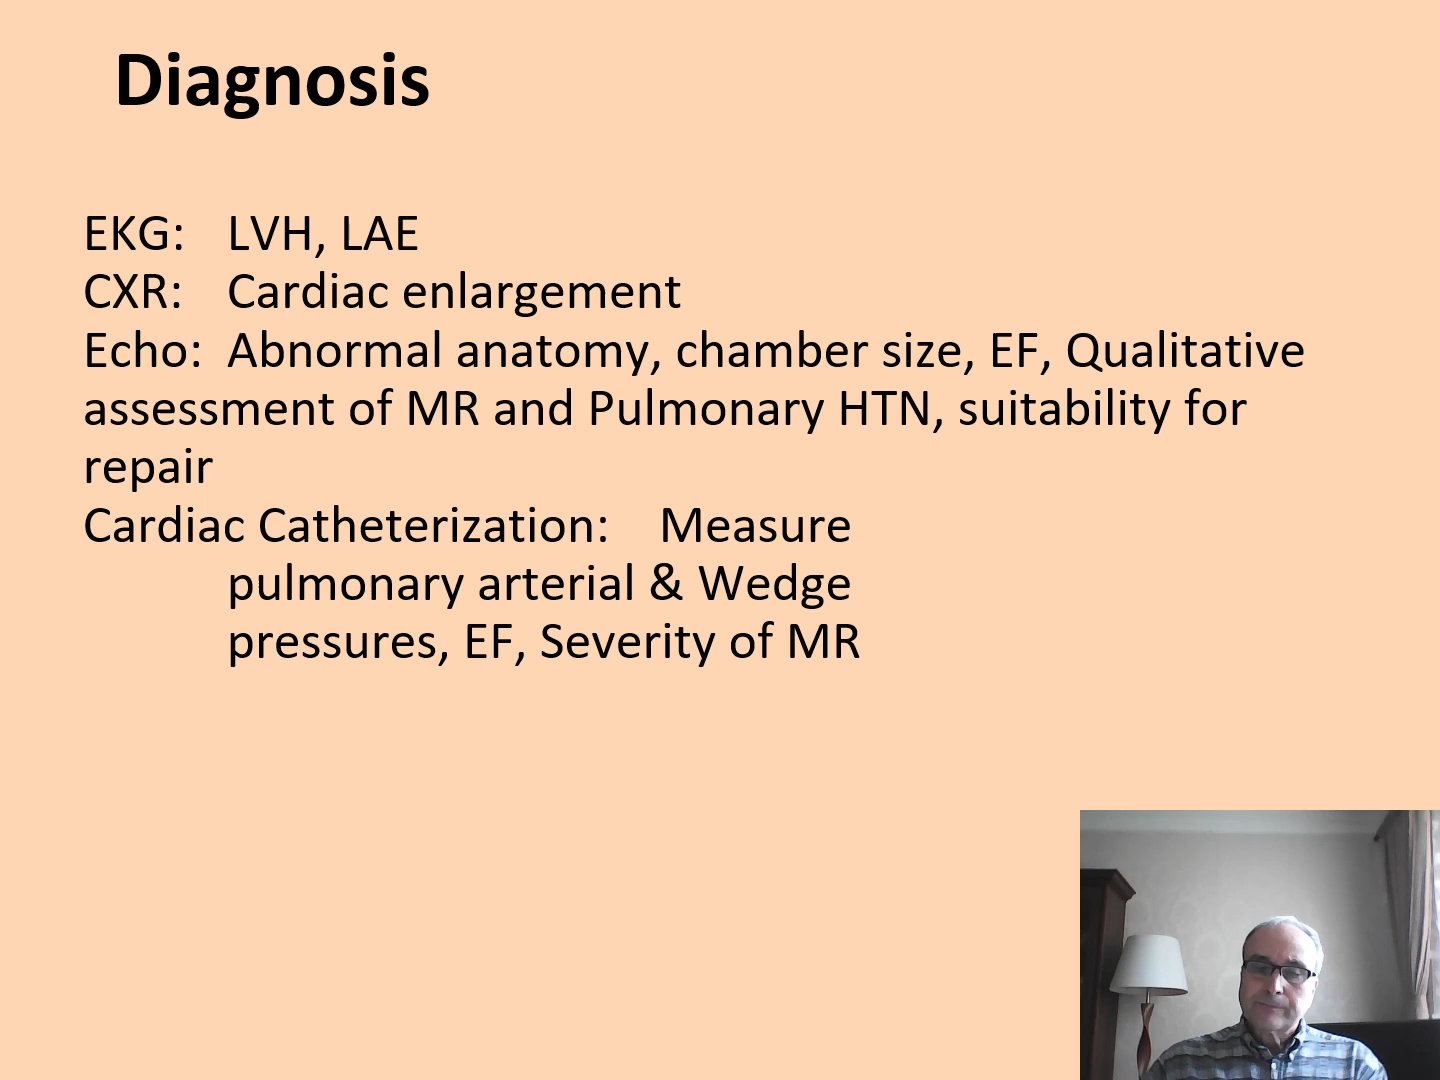 Diagnosis
EKG: LVH, LAE
CXR: Cardiac enlargement
Echo: Abnormal anatomy, chamber size, EF, Qualitative
assessment of MR and Pulmonary HTN, suitability for
repair
Cardiac Catheterization: Measure
pulmonary arterial & Wedge
pressures, EF, Severity of MR